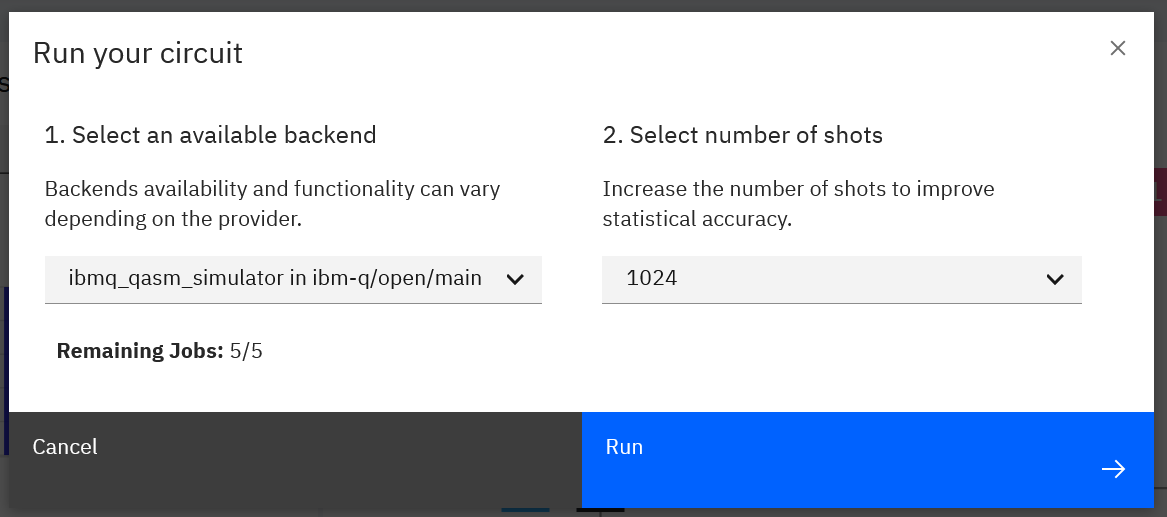 Run your circuit
1. Select an available backend
Backends availability and functionality can vary
depending on the provider.
ibmq_qasm_simulator in ibm-q/open/main
Remaining Jobs: 5/5
2. Select number of shots
Increase the number of shots to improve
statistical accuracy.
1024
Cancel
Run